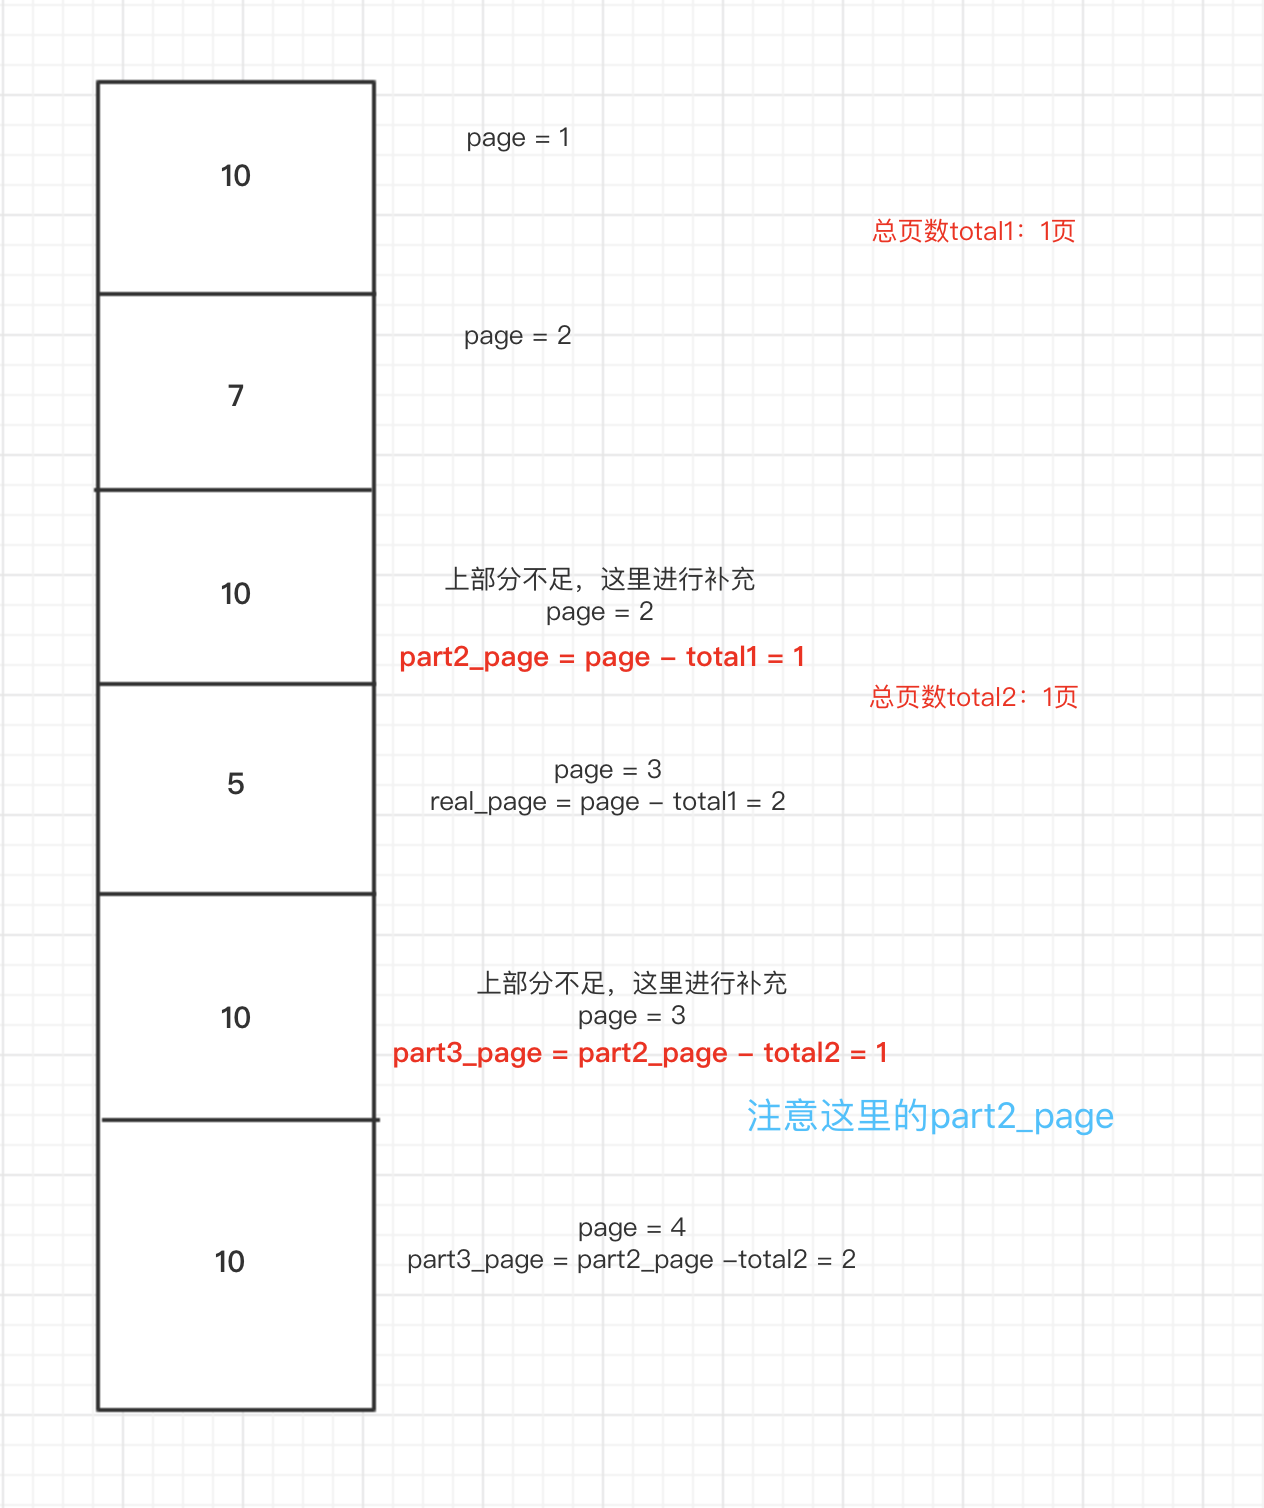 10
page = 1
总页数total1：1页
page = 2
7
10
上部分不足，这里进行补充
page = 2
part2_page = page - total1 = 1
总页数total2：1页
5
page = 3
real_page = page - total1 = 2
10
上部分不足，这里进行补充
page = 3
part3_page = part2_page - total2 = 1
注意这里的part2_page
10
page = 4
part3_page = part2_page -total2 = 2